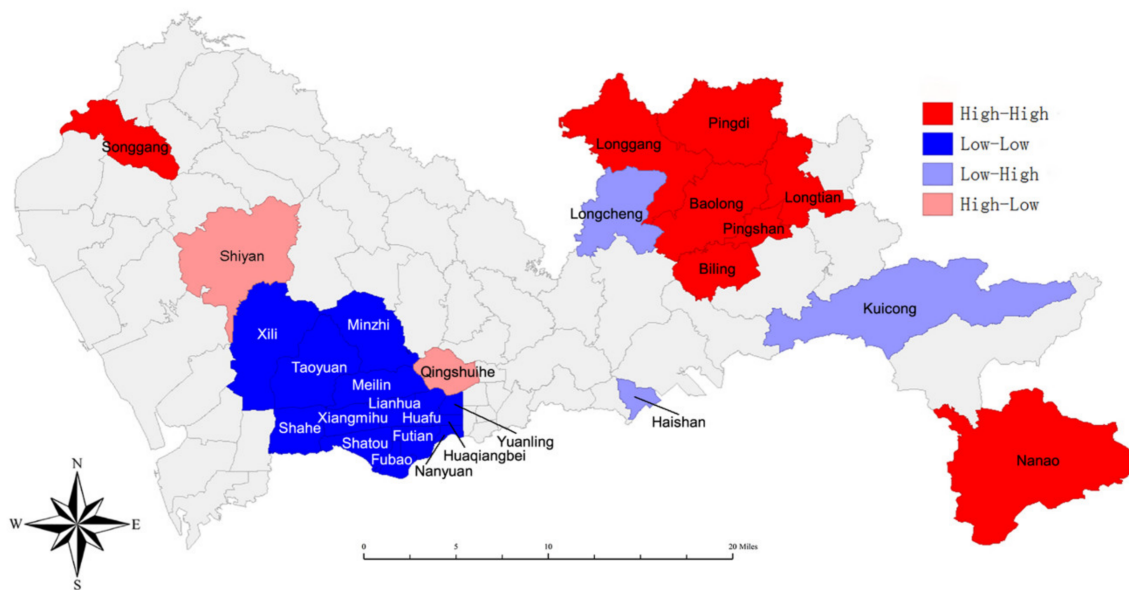 High-High
Low-Low
Low-High
High-Low
Songgang
Longgang
Pingdi
Longcheng
Baolong
Longtian
Pingshan
Biling
Shiyan
Kuicong
Xili
Minzhi
Taoyuan
Qingshuihe
Meilin
Lianhua
Xiangmihu
Huafu
Shahe
Shatou
Futian
Fubao
Yuanling
Huaqiangbei
Nanyuan
Haishan
Nanao
N
W
E
S
0 5 10 20 Miles